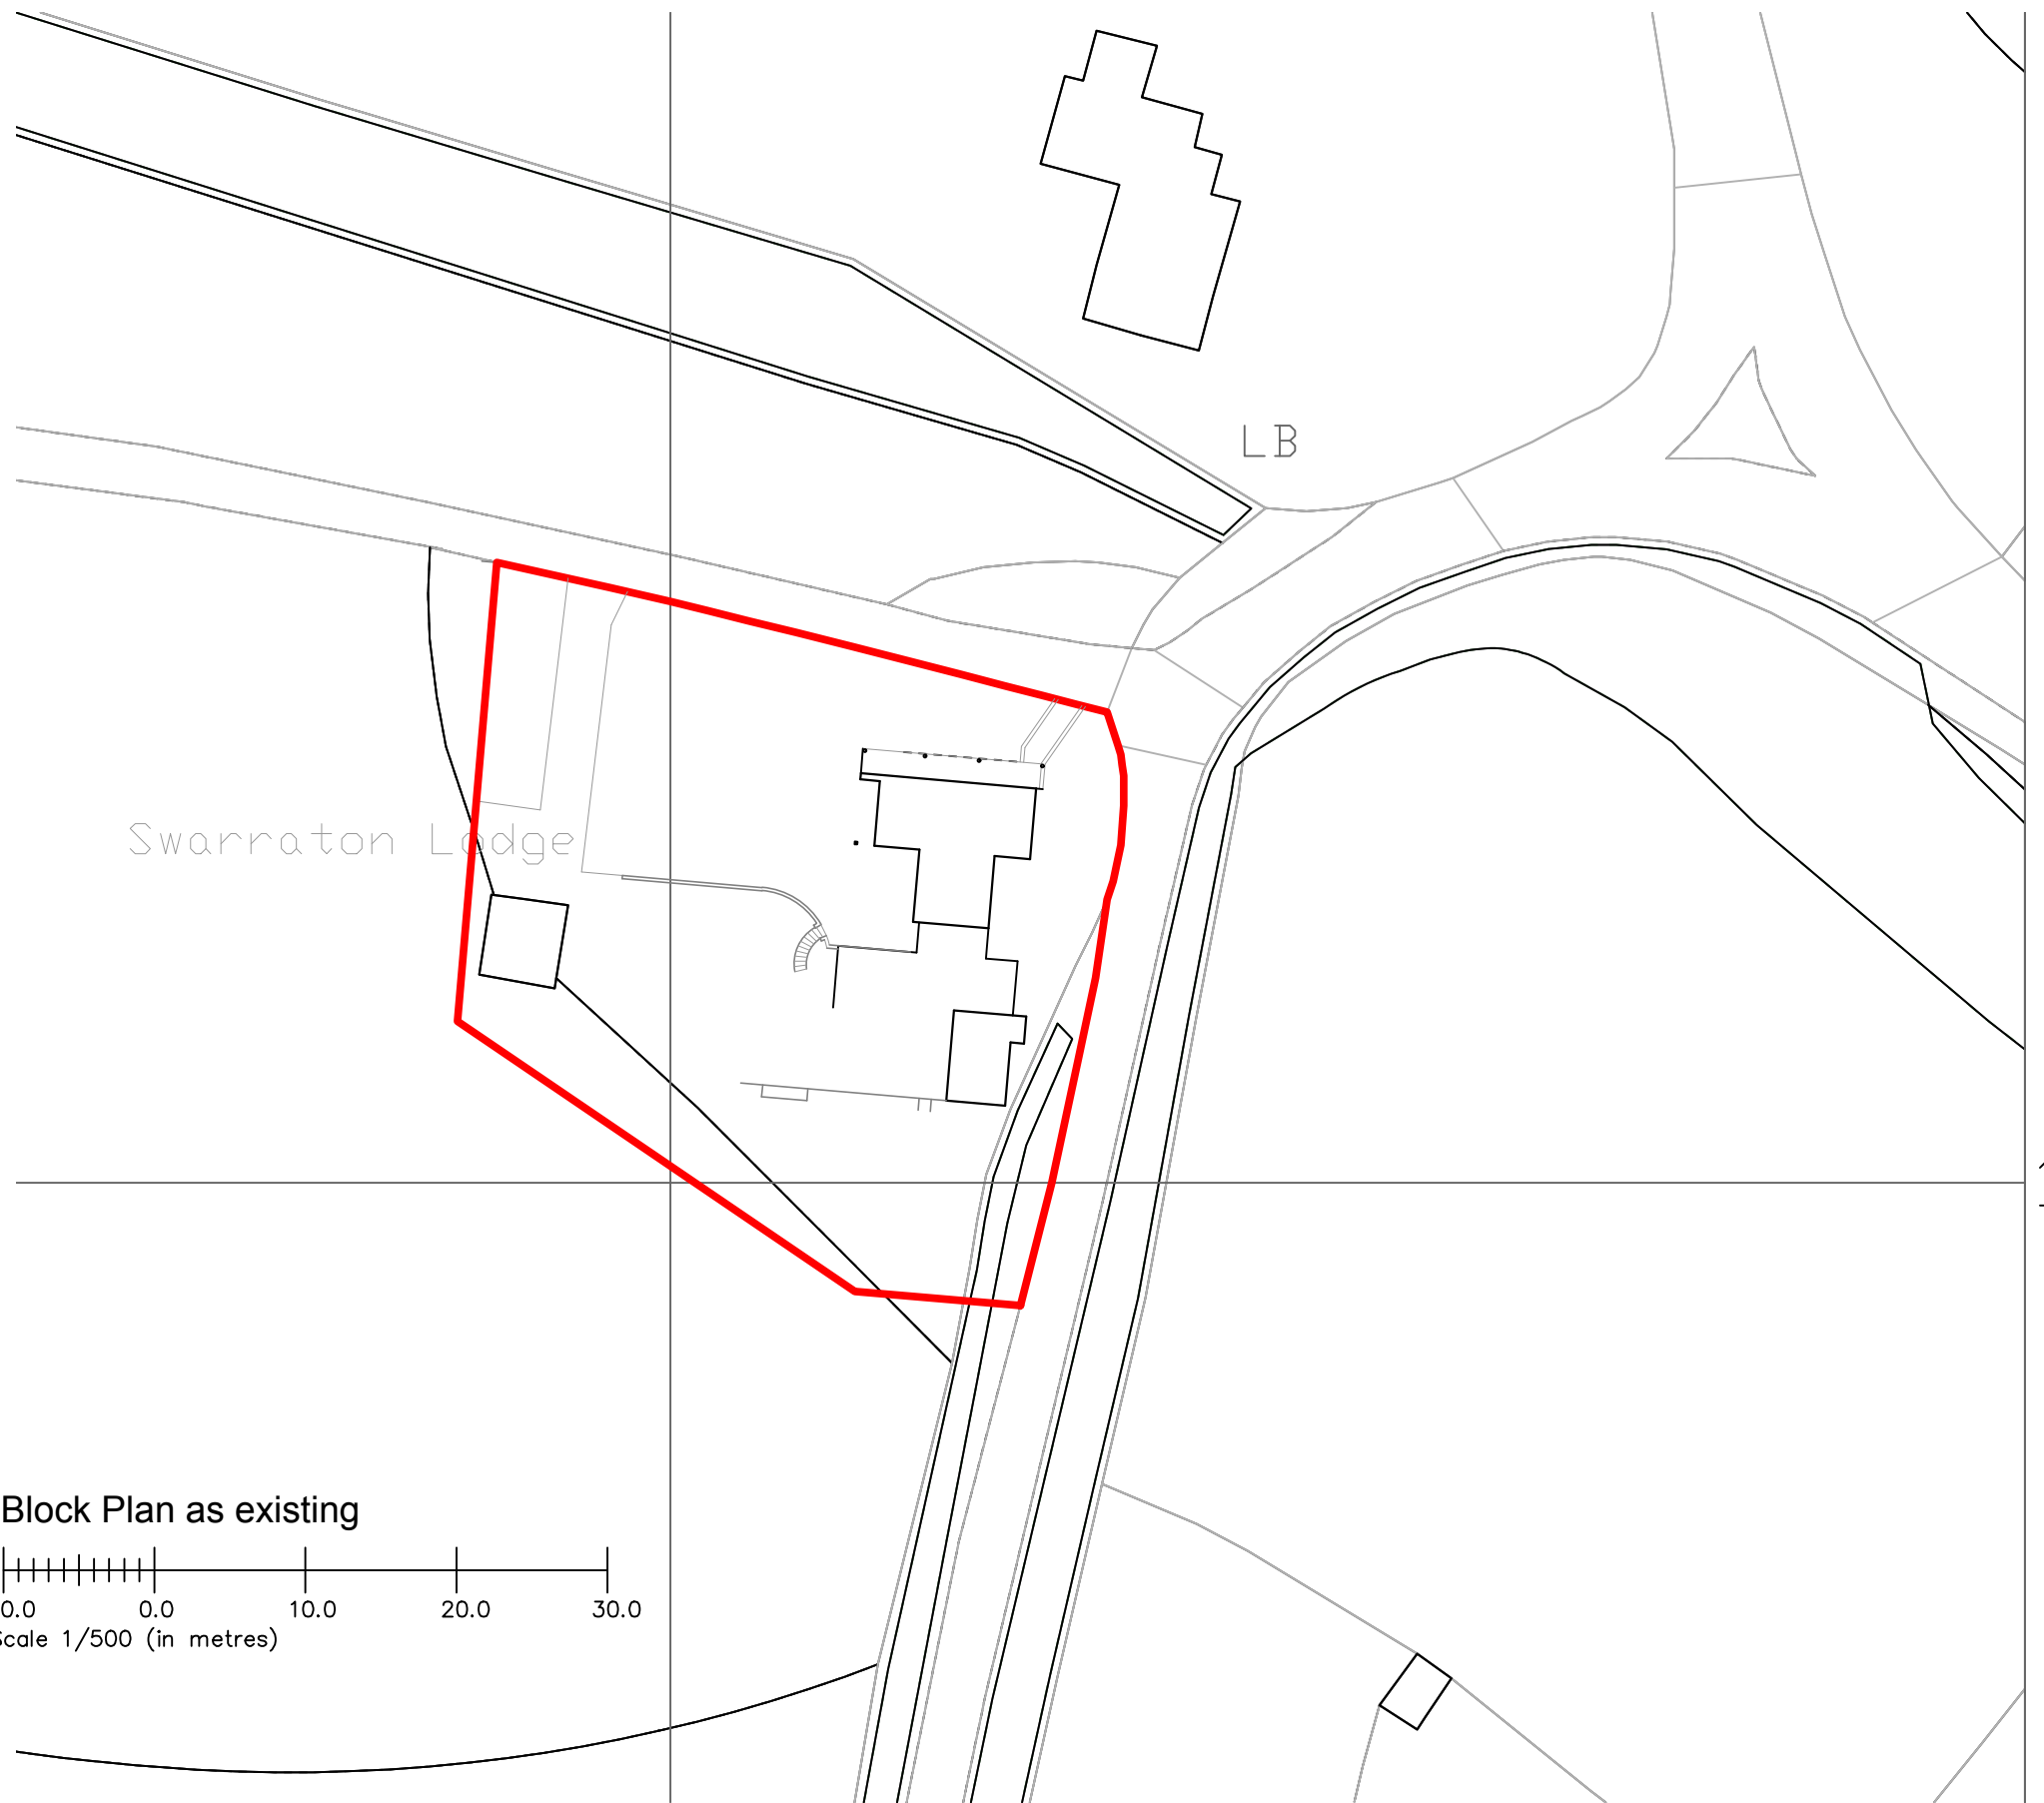 LB
Swarraton Lodge
Block Plan as existing
0.0 0.0 10.0 20.0 30.0
Scale 1/500 (in metres)